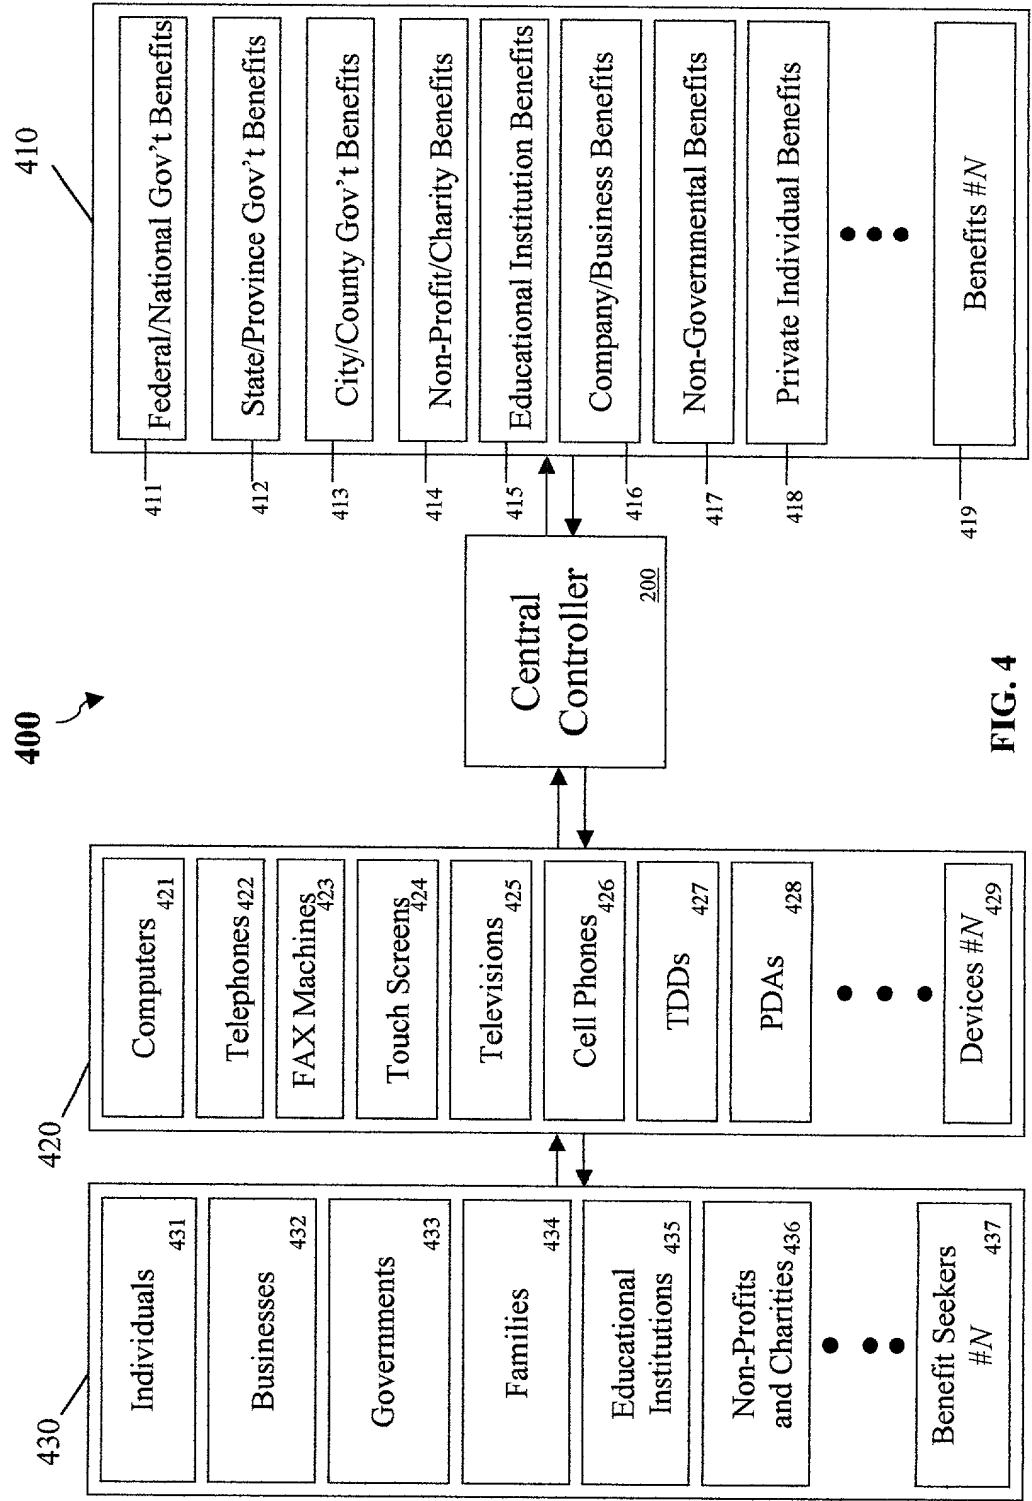 400
430
Individuals
431
Businesses
432
Governments
433
Families
434
Educational
Institutions
435
Non-Profits
and Charities
436
Benefit Seekers
#N
437
420
Computers
421
Telephones
422
FAX Machines
423
Touch Screens
424
Televisions
425
Cell Phones
426
TDDs
427
PDAs
428
Devices #N
429
Central
Controller
200
410
411
Federal/National Gov't Benefits
412
State/Province Gov't Benefits
413
City/County Gov't Benefits
414
Non-Profit/Charity Benefits
415
Educational Institution Benefits
416
Company/Business Benefits
417
Non-Governmental Benefits
418
Private Individual Benefits
419
Benefits #N
FIG. 4